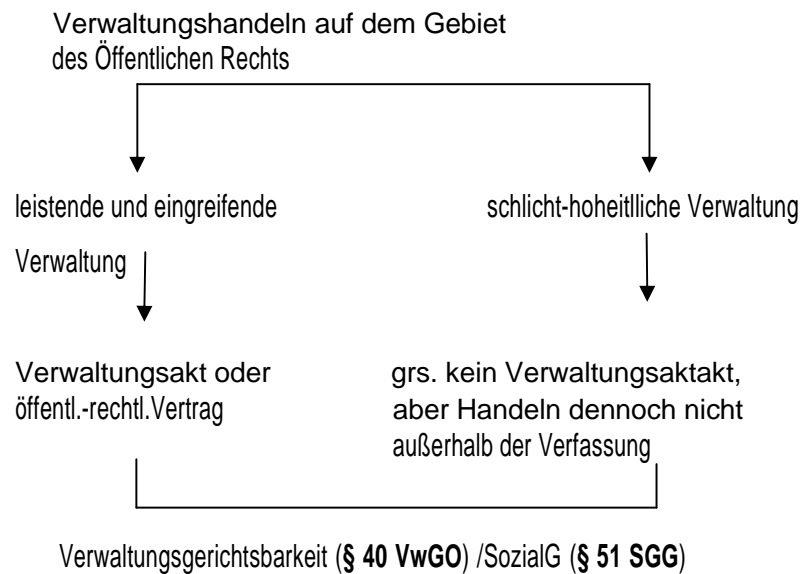 Verwaltungshandeln auf dem Gebiet
des Öffentlichen Rechts
leistende und eingreifende
Verwaltung
schlicht-hoheitlliche Verwaltung
Verwaltungsakt oder
öffentl.-rechtl.Vertrag
grs. kein Verwaltungsaktakt,
aber Handeln dennoch nicht
außerhalb der Verfassung
Verwaltungsgerichtsbarkeit (§ 40 VwGO) /SozialG (§ 51 SGG)